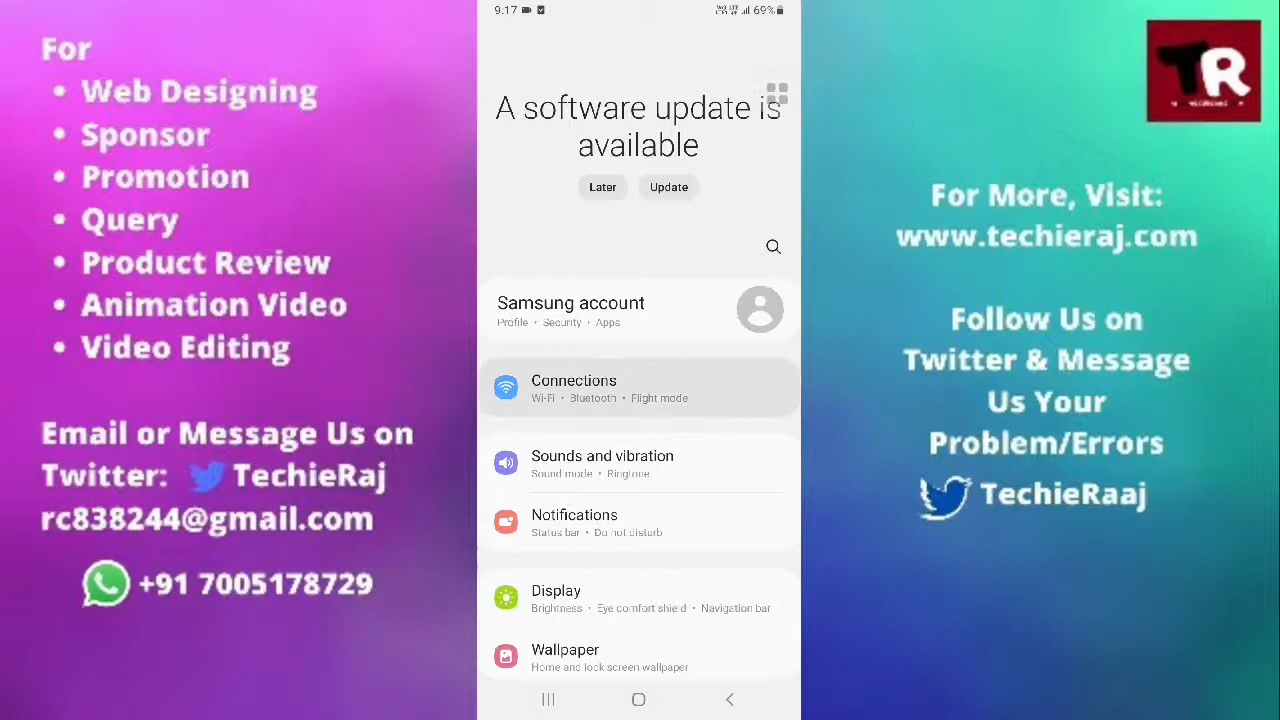 For
• Web Designing
• Sponsor
• Promotion
• Query
• Product Review
• Animation Video
• Video Editing
Email or Message Us on
Twitter: TechieRaj
rc838244@gmail.com
+91 7005178729
9:17
69%
A software update is
available
Later
Update
Samsung account
Profile • Security • Apps
Connections
Wi-Fi • Bluetooth • Flight mode
Sounds and vibration
Sound mode • Ringtone
Notifications
Status bar • Do not disturb
Display
Brightness • Eye comfort shield • Navigation bar
Wallpaper
Home and lock screen wallpaper
TR
For More, Visit:
www.techieraj.com
Follow Us on
Twitter & Message
Us Your
Problem/Errors
TechieRaaj